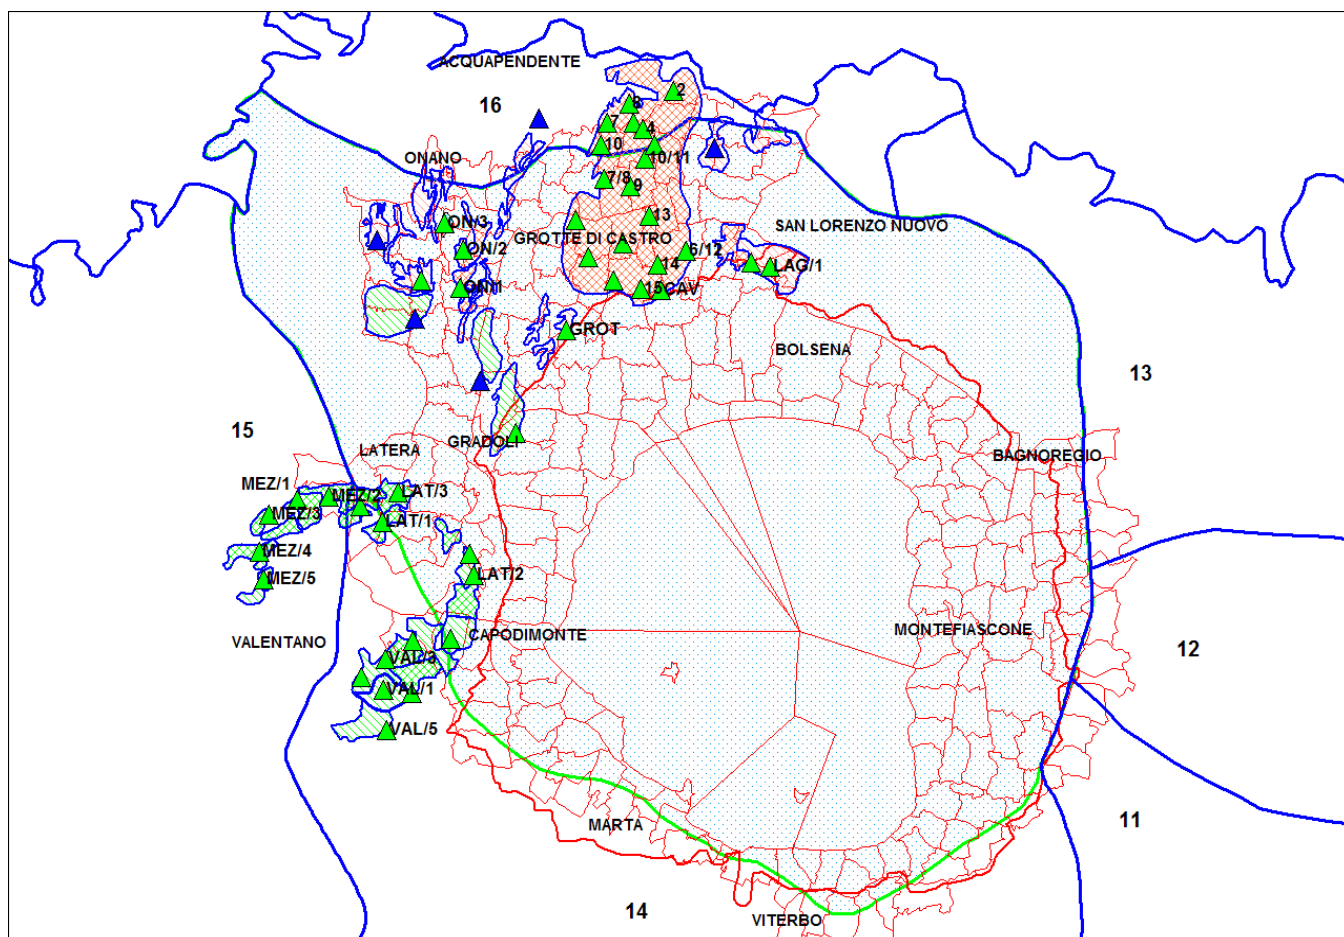 ACQUAPENDENTE
2
16
8
7
4
10
10/11
ONANO
7/8
9
13
ON/3
SAN LORENZO NUOVO
GROTTE DI CASTRO
ON/2
6/12
14
LAG/1
ON/1
15
CAV
GROT
BOLSENA
13
15
GRADOLI
LATERA
BAGNOREGIO
MEZ/1
MEZ/2
LAT/3
MEZ/3
LAT/1
MEZ/4
LAT/2
MEZ/5
VALENTANO
CAPODIMONTE
MONTEFIASCONE
12
VAL/3
VAL/1
VAL/5
MARTA
11
14
VITERBO